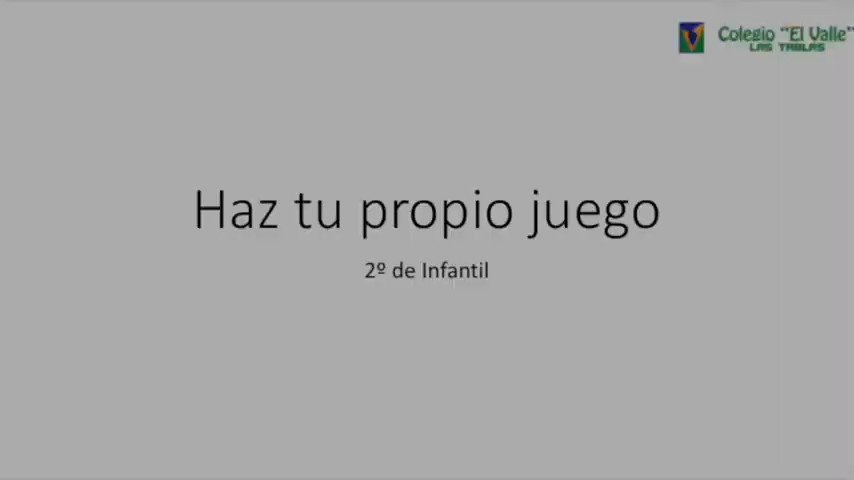 Colegio "El Valle"
LAS TABLAS
Haz tu propio juego
2º de Infantil